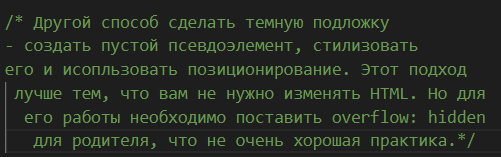 /* Другой способ сделать темную подложку
- создать пустой псевдоэлемент, стилизовать
его и исопльзовать позиционирование. Этот подход
лучше тем, что вам не нужно изменять HTML. Но для
его работы необходимо поставить overflow: hidden
для родителя, что не очень хорошая практика.*/